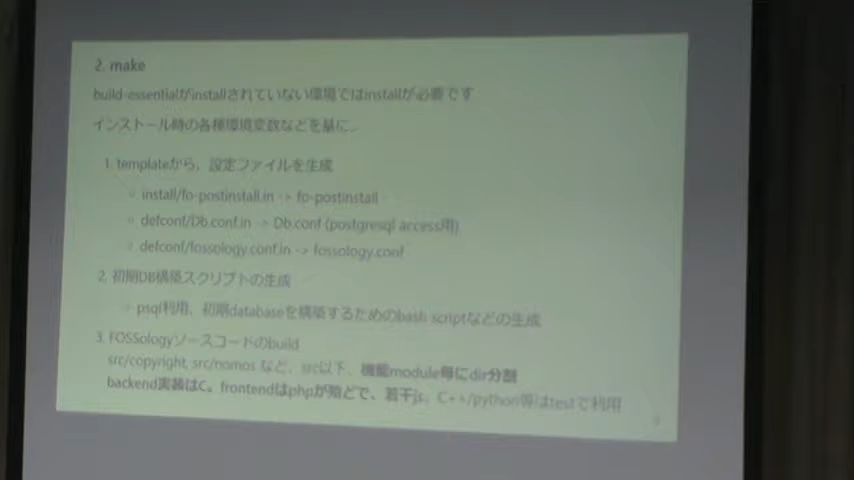 2. make
build-essentialがinstallされていない環境ではinstallが必要です
インストール時の各種環境変数などを基に、
1. templateから、設定ファイルを生成
◦ install/fo-postinstall.in -> fo-postinstall
◦ defconf/Db.conf.in -> Db.conf (postgresql access用)
◦ defconf/fossology.conf.in -> fossology.conf
2. 初期DB構築スクリプトの生成
◦ psql利用、初期databaseを構築するためのbash scriptなどの生成
3. FOSSologyソースコードのbuild
src/copyright, src/nomos など、src以下、機能module毎にdir分割
backend実装はC。frontendはphpが殆どで、若干js。C++/python等はtestで利用